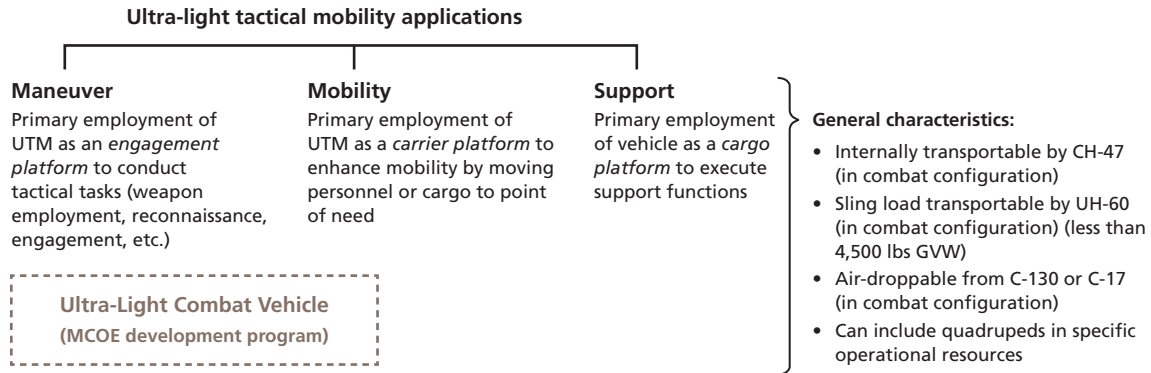 Ultra-light tactical mobility applications
Maneuver
Primary employment of
UTM as an engagement
platform to conduct
tactical tasks (weapon
employment, reconnaissance,
engagement, etc.)
Mobility
Primary employment of
UTM as a carrier platform to
enhance mobility by moving
personnel or cargo to point
of need
Support
Primary employment
of vehicle as a cargo
platform to execute
support functions
Ultra-Light Combat Vehicle
(MCOE development program)
General characteristics:
• Internally transportable by CH-47
(in combat configuration)
• Sling load transportable by UH-60
(in combat configuration) (less than
4,500 lbs GVW)
• Air-droppable from C-130 or C-17
(in combat configuration)
• Can include quadrupeds in specific
operational resources